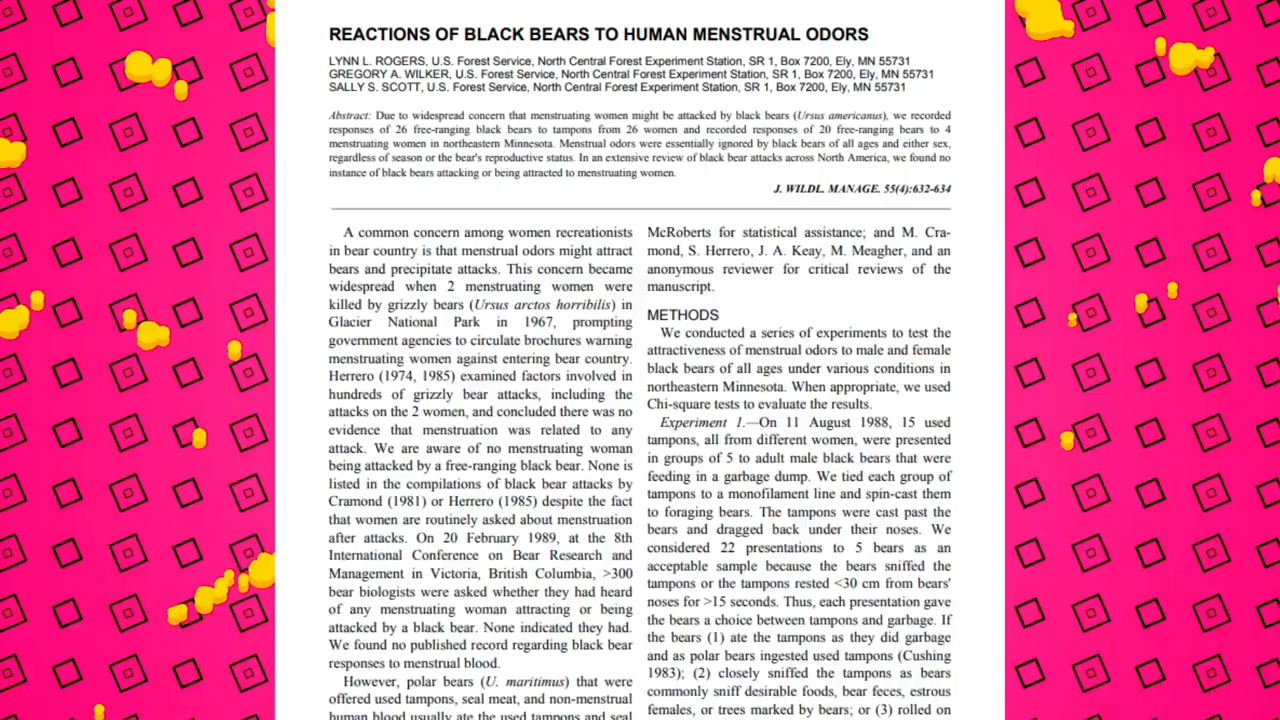 REACTIONS OF BLACK BEARS TO HUMAN MENSTRUAL ODORS
LYNN L. ROGERS, U.S. Forest Service, North Central Forest Experiment Station, SR 1, Box 7200, Ely, MN 55731
GREGORY A. WILKER, U.S. Forest Service, North Central Forest Experiment Station, SR 1, Box 7200, Ely, MN 55731
SALLY S. SCOTT, U.S. Forest Service, North Central Forest Experiment Station, SR 1, Box 7200, Ely, MN 55731
Abstract: Due to widespread concern that menstruating women might be attacked by black bears (Ursus americanus), we recorded
responses of 26 free-ranging black bears to tampons from 26 women and recorded responses of 20 free-ranging bears to 4
menstruating women in northeastern Minnesota. Menstrual odors were essentially ignored by black bears of all ages and either sex,
regardless of season or the bear's reproductive status. In an extensive review of black bear attacks across North America, we found no
instance of black bears attacking or being attracted to menstruating women.
J. WILDL. MANAGE. 55(4):632-634
A common concern among women recreationists
in bear country is that menstrual odors might attract
bears and precipitate attacks. This concern became
widespread when 2 menstruating women were
killed by grizzly bears (Ursus arctos horribilis) in
Glacier National Park in 1967, prompting
government agencies to circulate brochures warning
menstruating women against entering bear country.
Herrero (1974, 1985) examined factors involved in
hundreds of grizzly bear attacks, including the
attacks on the 2 women, and concluded there was no
evidence that menstruation was related to any
attack. We are aware of no menstruating woman
being attacked by a free-ranging black bear. None is
listed in the compilations of black bear attacks by
Cramond (1981) or Herrero (1985) despite the fact
that women are routinely asked about menstruation
after attacks. On 20 February 1989, at the 8th
International Conference on Bear Research and
Management in Victoria, British Columbia, >300
bear biologists were asked whether they had heard
of any menstruating woman attracting or being
attacked by a black bear. None indicated they had.
We found no published record regarding black bear
responses to menstrual blood.
However, polar bears (U. maritimus) that were
offered used tampons, seal meat, and non-menstrual
human blood usually ate the used tampons and seal
McRoberts for statistical assistance; and M. Cra-
mond, S. Herrero, J. A. Keay, M. Meagher, and an
anonymous reviewer for critical reviews of the
manuscript.
METHODS
We conducted a series of experiments to test the
attractiveness of menstrual odors to male and female
black bears of all ages under various conditions in
northeastern Minnesota. When appropriate, we used
Chi-square tests to evaluate the results.
Experiment 1.—On 11 August 1988, 15 used
tampons, all from different women, were presented
in groups of 5 to adult male black bears that were
feeding in a garbage dump. We tied each group of
tampons to a monofilament line and spin-cast them
to foraging bears. The tampons were cast past the
bears and dragged back under their noses. We
considered 22 presentations to 5 bears as an
acceptable sample because the bears sniffed the
tampons or the tampons rested <30 cm from bears'
noses for >15 seconds. Thus, each presentation gave
the bears a choice between tampons and garbage. If
the bears (1) ate the tampons as they did garbage
and as polar bears ingested used tampons (Cushing
1983); (2) closely sniffed the tampons as bears
commonly sniff desirable foods, bear feces, estrous
females, or trees marked by bears; or (3) rolled on